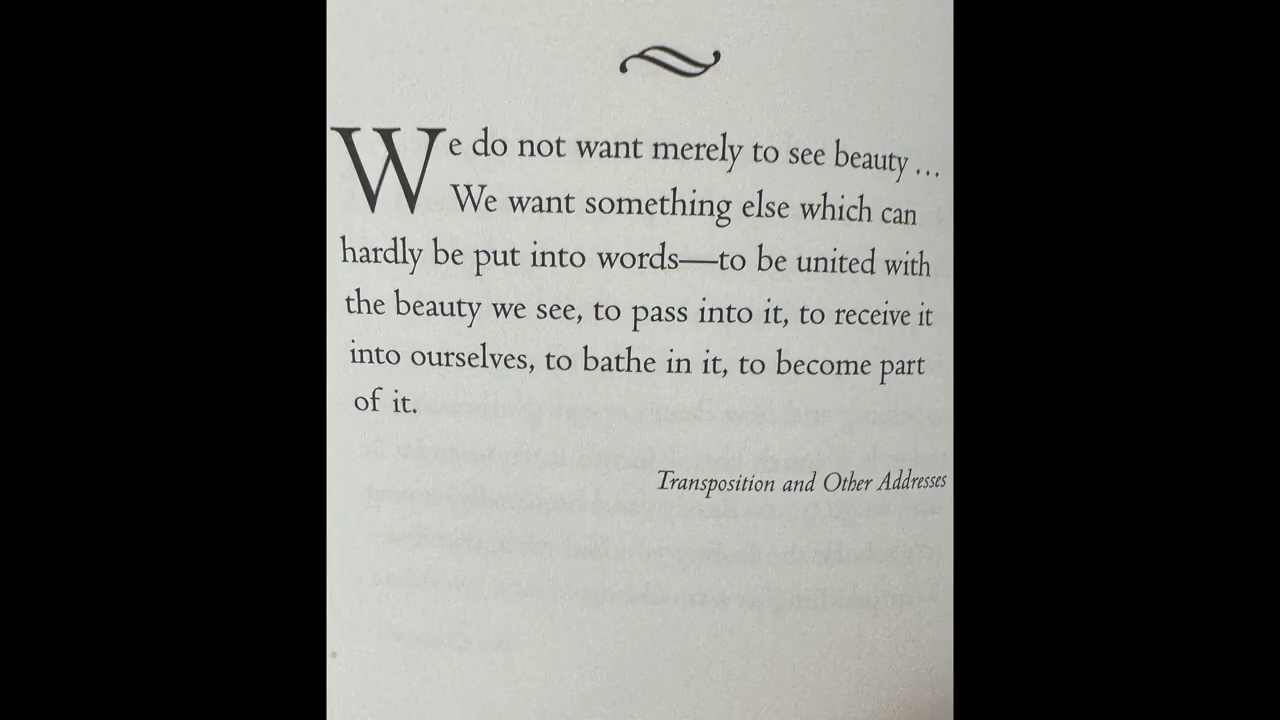 We do not want merely to see beauty ...
We want something else which can
hardly be put into words—to be united with
the beauty we see, to pass into it, to receive it
into ourselves, to bathe in it, to become part
of it.
Transposition and Other Addresses